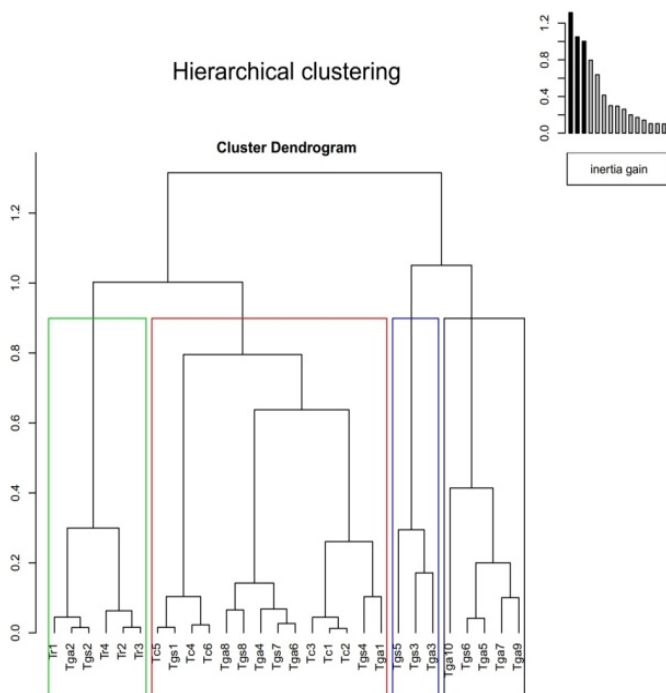 Hierarchical clustering
1.2
0.8
0.4
0.0
inertia gain
Cluster Dendrogram
1.2
1.0
0.8
0.6
0.4
0.2
0.0
Tr1
Tga2
Tgs2
Tr4
Tr2
Tr3
Tc5
Tgs1
Tc4
Tc6
Tga8
Tgs8
Tga4
Tgs7
Tga6
Tc3
Tc1
Tc2
Tgs4
Tga1
Tgs5
Tgs3
Tga3
Tga10
Tgs6
Tga5
Tga7
Tga9